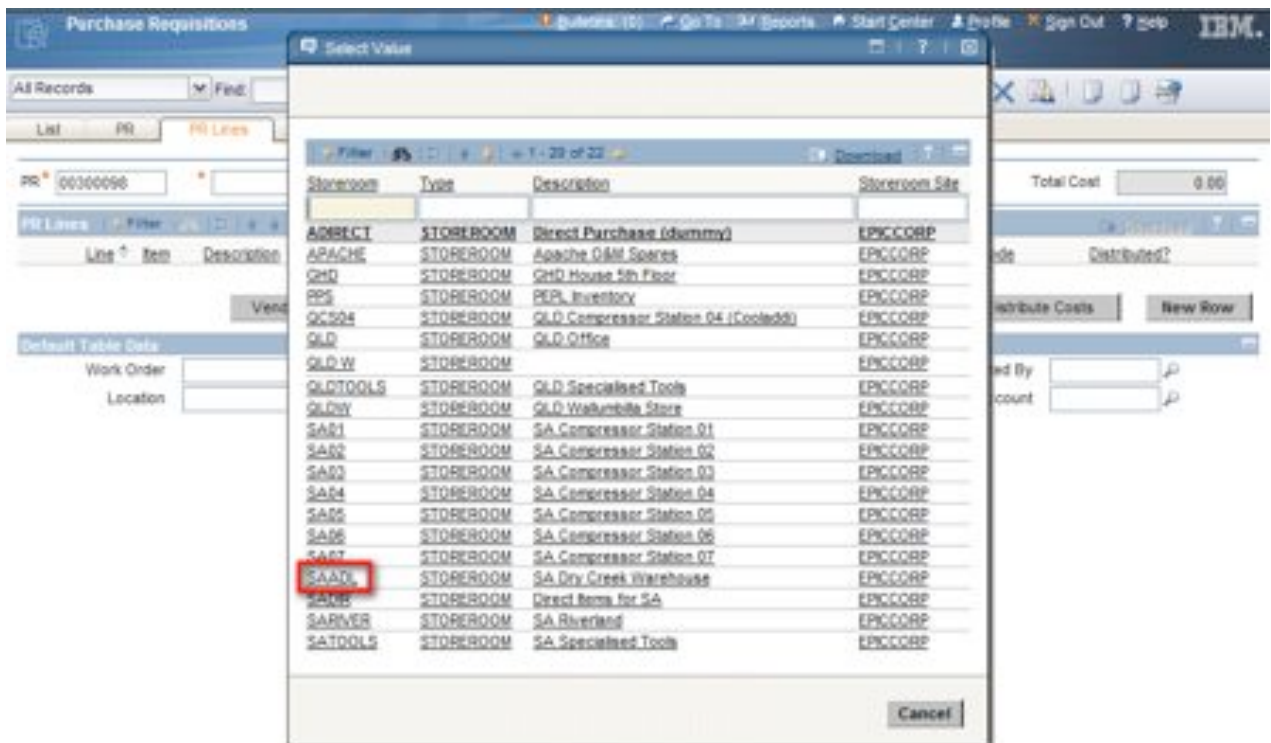 Purchase Requisitions
Bulletins: (0) Go To Reports Start Center Profile Sign Out ? Help IBM.
Select Value
All Records Find:
List PR PR Lines
Filter 1 - 20 of 22 Download
PR 00300098 Total Cost 0.00
Storeroom Type Description Storeroom Site
PR Lines Filter
Line Item Description Distributed?
Vend istribute Costs New Row
Default Table Data
Work Order ed By
Location count
ADIRECT STOREROOM Direct Purchase (dummy) EPICCORP
APACHE STOREROOM Apache O&M Spares EPICCORP
GHD STOREROOM GHD House 5th Floor EPICCORP
PPS STOREROOM PEPL Inventory EPICCORP
QCS04 STOREROOM QLD Compressor Station 04 (Cooladdi) EPICCORP
QLD STOREROOM QLD Office EPICCORP
QLD W STOREROOM EPICCORP
QLDTOOLS STOREROOM QLD Specialised Tools EPICCORP
QLDW STOREROOM QLD Wallumbilla Store EPICCORP
SA01 STOREROOM SA Compressor Station 01 EPICCORP
SA02 STOREROOM SA Compressor Station 02 EPICCORP
SA03 STOREROOM SA Compressor Station 03 EPICCORP
SA04 STOREROOM SA Compressor Station 04 EPICCORP
SA05 STOREROOM SA Compressor Station 05 EPICCORP
SA06 STOREROOM SA Compressor Station 06 EPICCORP
SA07 STOREROOM SA Compressor Station 07 EPICCORP
SAADL STOREROOM SA Dry Creek Warehouse EPICCORP
SADIR STOREROOM Direct Items for SA EPICCORP
SARIVER STOREROOM SA Riverland EPICCORP
SATOOLS STOREROOM SA Specialised Tools EPICCORP
Cancel